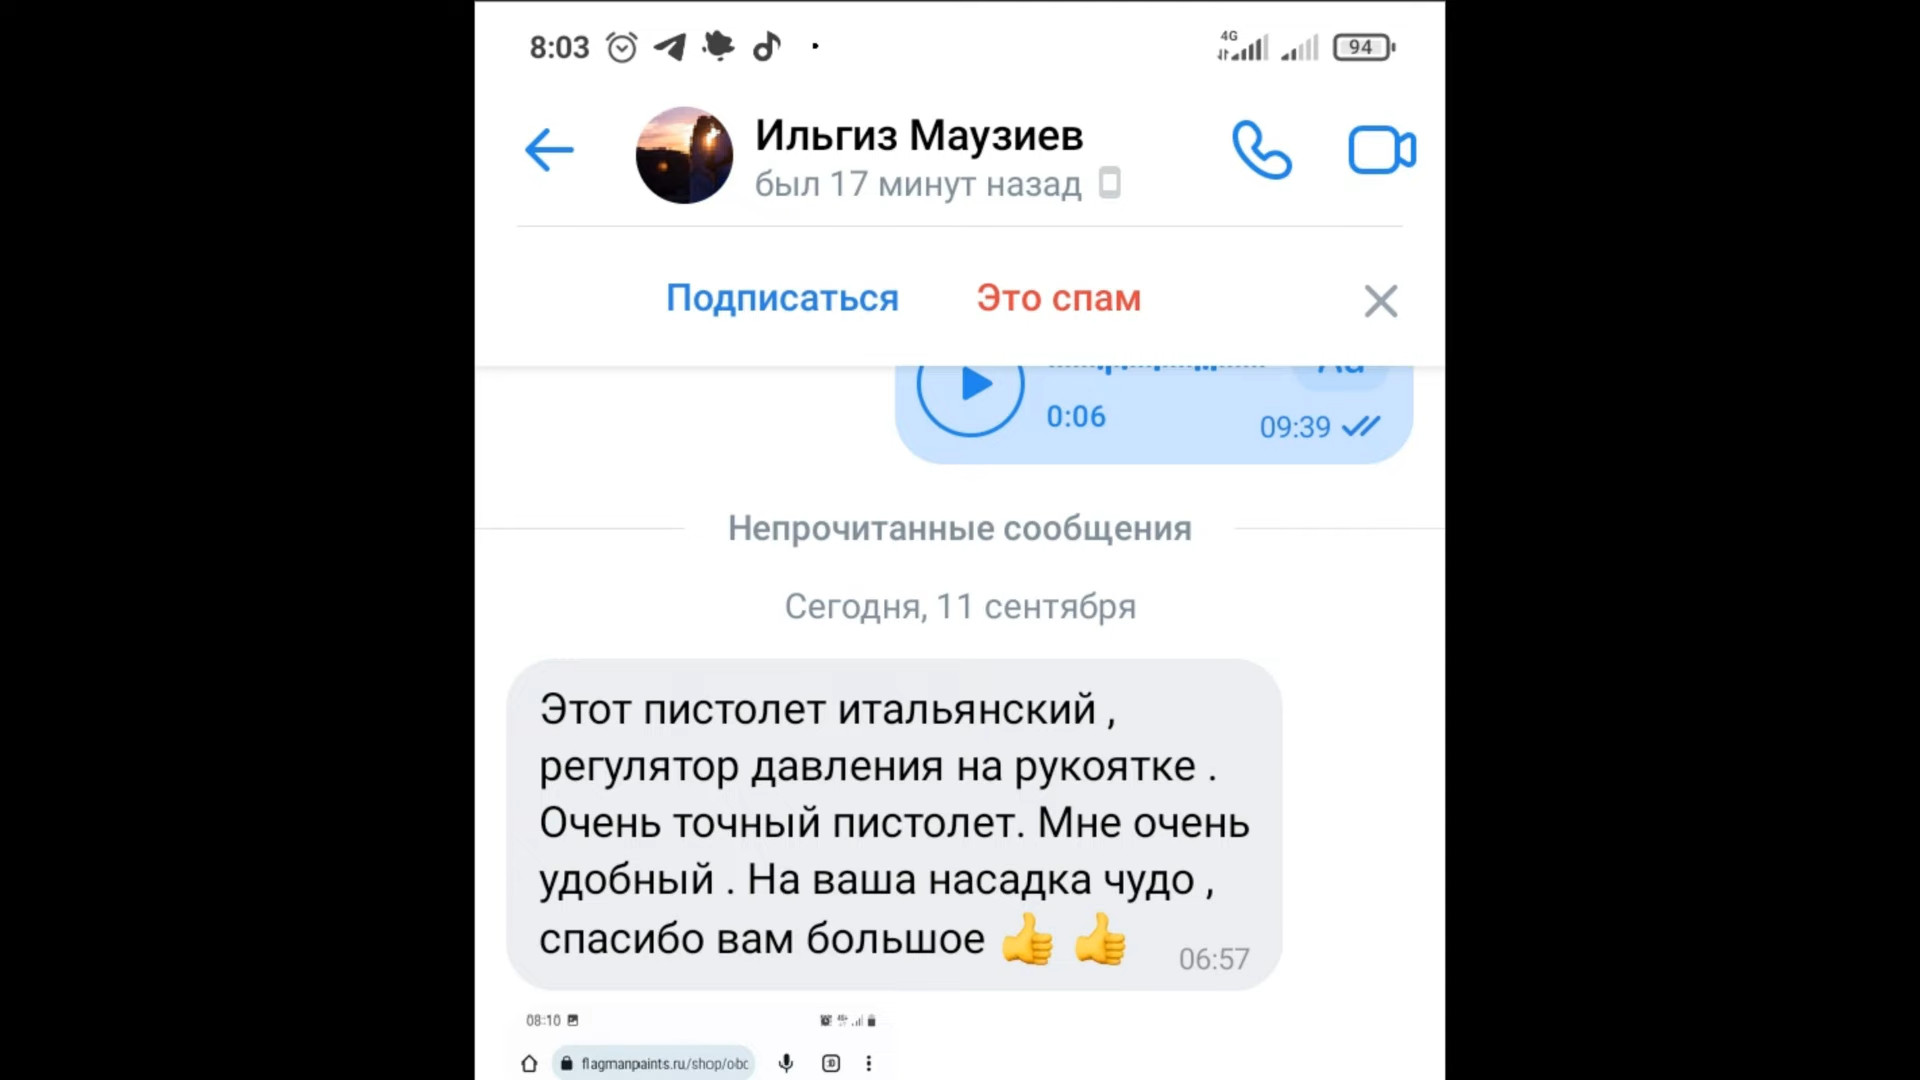 8:03
4G
94
Ильгиз Маузиев
был 17 минут назад
Подписаться Это спам
0:06
09:39
Непрочитанные сообщения
Сегодня, 11 сентября
Этот пистолет итальянский ,
регулятор давления на рукоятке .
Очень точный пистолет. Мне очень
удобный . На ваша насадка чудо ,
спасибо вам большое 👍 👍
06:57
08:10
flagmanpaints.ru/shop/obo